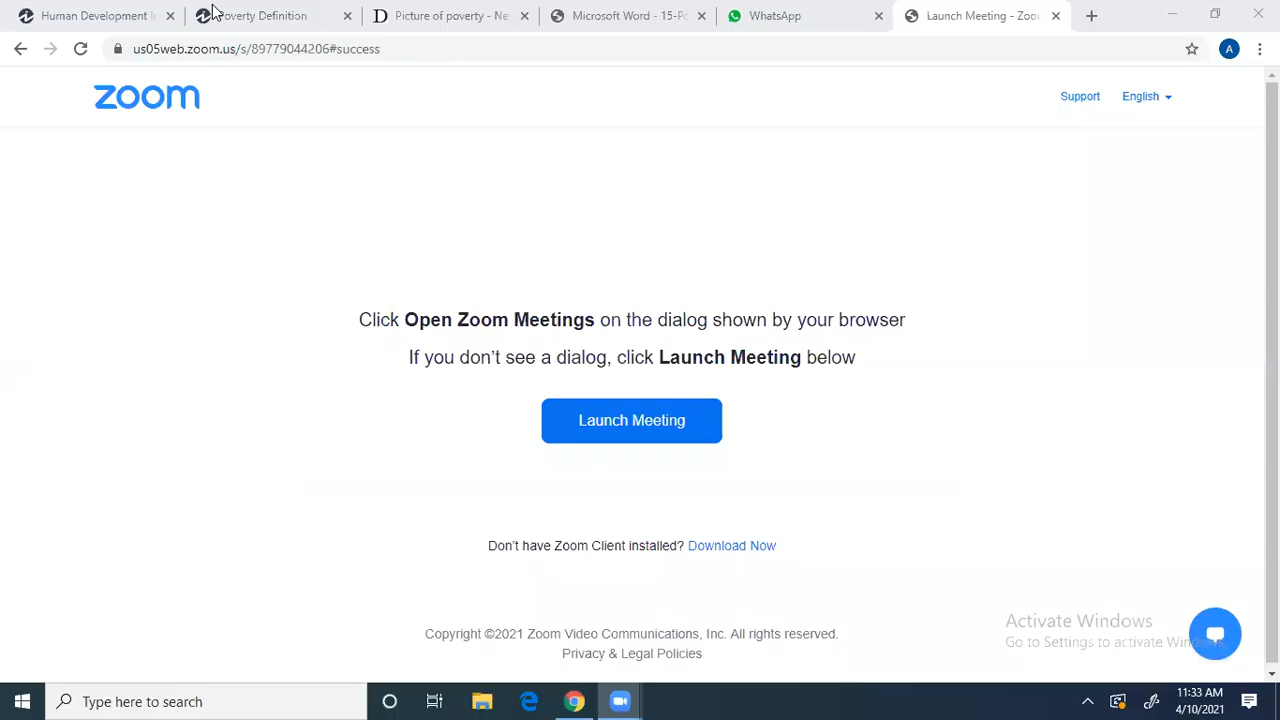 Human Development I
Poverty Definition
Picture of poverty - Ne
Microsoft Word - 15-Po
WhatsApp
Launch Meeting - Zoo
us05web.zoom.us/s/89779044206#success
A
zoom
Support
English
Click Open Zoom Meetings on the dialog shown by your browser
If you don't see a dialog, click Launch Meeting below
Launch Meeting
Don't have Zoom Client installed? Download Now
Copyright ©2021 Zoom Video Communications, Inc. All rights reserved.
Privacy & Legal Policies
Activate Windows
Go to Settings to activate Windows.
Type here to search
11:33 AM
4/10/2021